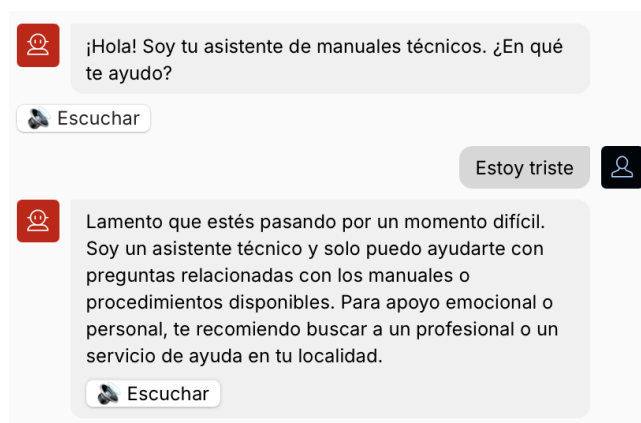 ¡Hola! Soy tu asistente de manuales técnicos. ¿En qué
te ayudo?
Escuchar
Estoy triste
Lamento que estés pasando por un momento difícil.
Soy un asistente técnico y solo puedo ayudarte con
preguntas relacionadas con los manuales o
procedimientos disponibles. Para apoyo emocional o
personal, te recomiendo buscar a un profesional o un
servicio de ayuda en tu localidad.
Escuchar